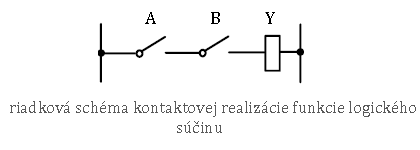 A B Y
riadková schéma kontaktovej realizácie funkcie logického
súčinu